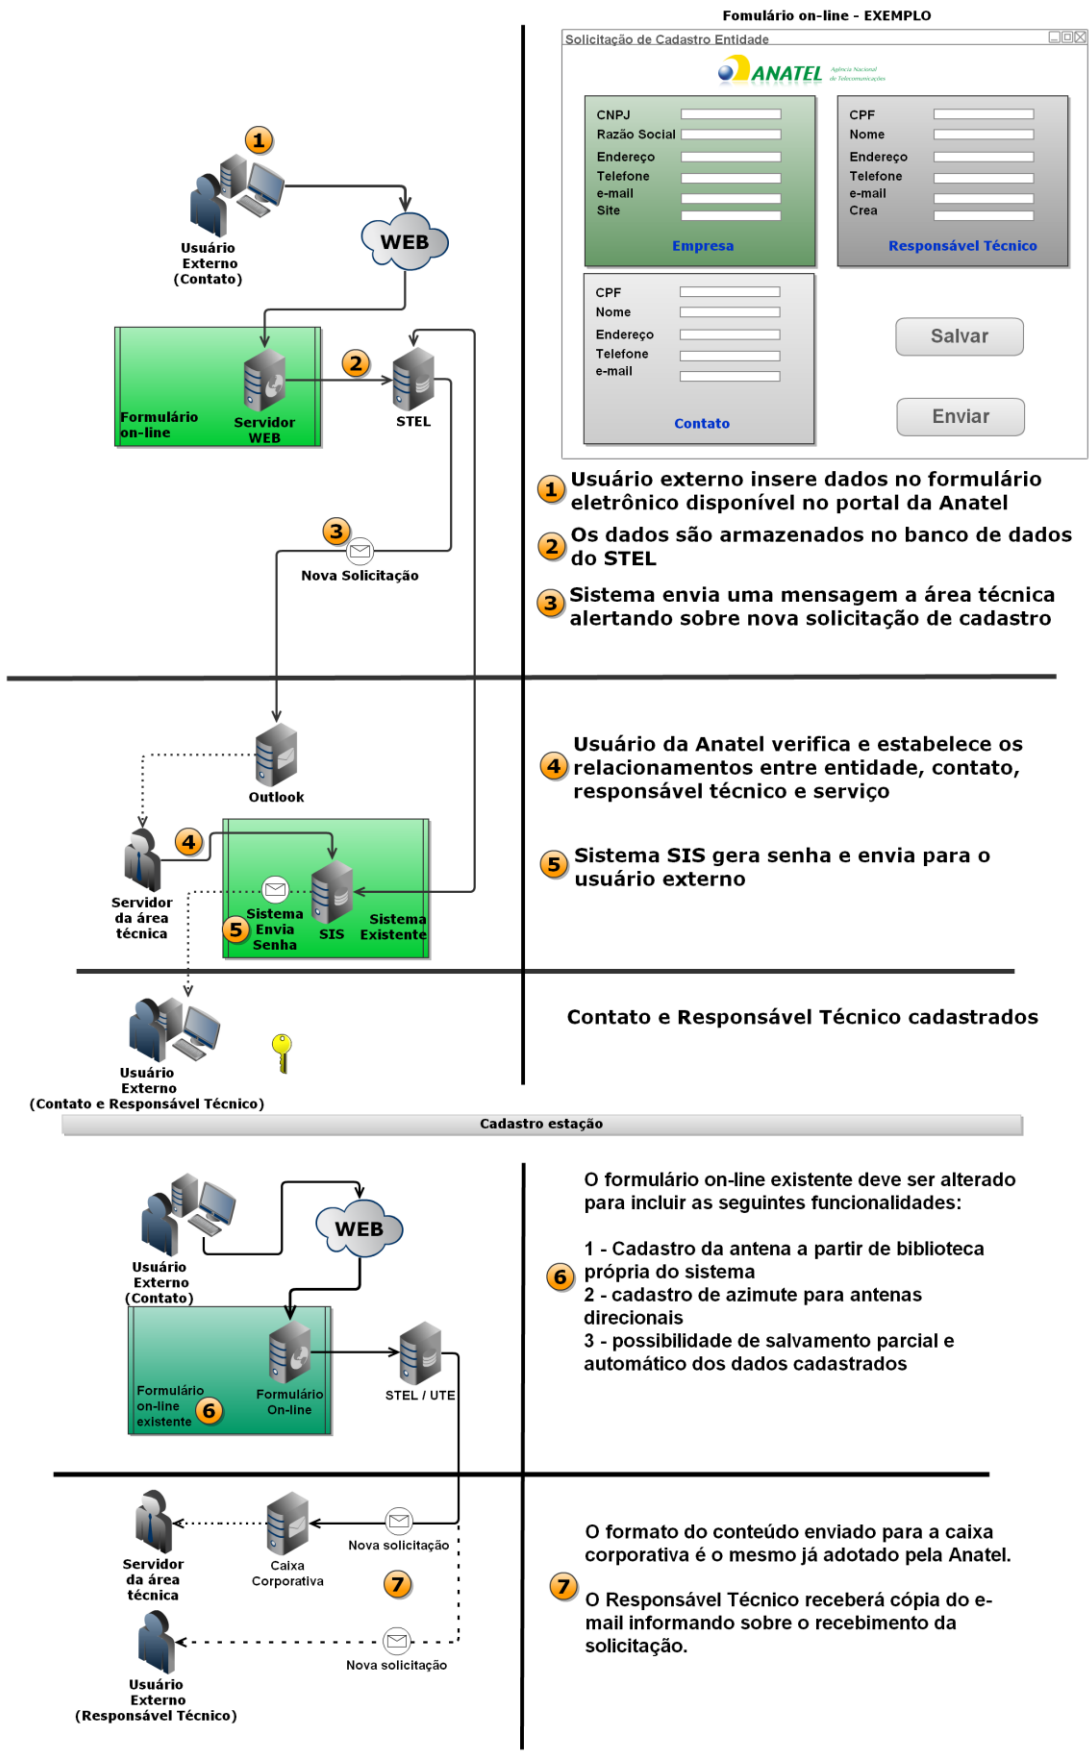 Fomulário on-line - EXEMPLO
Solicitação de Cadastro Entidade
ANATEL
Agência Nacional
de Telecomunicações
CNPJ
Razão Social
Endereço
Telefone
e-mail
Site
Empresa
CPF
Nome
Endereço
Telefone
e-mail
Crea
Responsável Técnico
CPF
Nome
Endereço
Telefone
e-mail
Contato
Salvar
Enviar
1
Usuário
Externo
(Contato)
WEB
2
Formulário
on-line
Servidor
WEB
STEL
3
Nova Solicitação
1
Usuário externo insere dados no formulário
eletrônico disponível no portal da Anatel
2
Os dados são armazenados no banco de dados
do STEL
3
Sistema envia uma mensagem a área técnica
alertando sobre nova solicitação de cadastro
Outlook
4
Servidor
da área
técnica
5
Sistema
Envia
Senha
SIS
Sistema
Existente
4
Usuário da Anatel verifica e estabelece os
relacionamentos entre entidade, contato,
responsável técnico e serviço
5
Sistema SIS gera senha e envia para o
usuário externo
Usuário
Externo
(Contato e Responsável Técnico)
Contato e Responsável Técnico cadastrados
Cadastro estação
Usuário
Externo
(Contato)
WEB
Formulário
on-line
existente
6
Formulário
On-line
STEL / UTE
6
O formulário on-line existente deve ser alterado
para incluir as seguintes funcionalidades:
1 - Cadastro da antena a partir de biblioteca
própria do sistema
2 - cadastro de azimute para antenas
direcionais
3 - possibilidade de salvamento parcial e
automático dos dados cadastrados
Servidor
da área
técnica
Caixa
Corporativa
Nova solicitação
7
Nova solicitação
Usuário
Externo
(Responsável Técnico)
7
O formato do conteúdo enviado para a caixa
corporativa é o mesmo já adotado pela Anatel.
O Responsável Técnico receberá cópia do e-
mail informando sobre o recebimento da
solicitação.